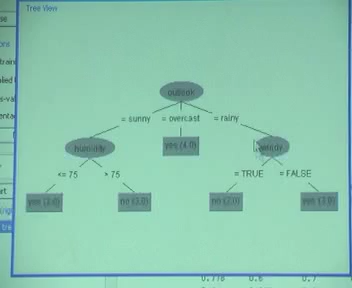 Tree View
outlook
= sunny = overcast = rainy
humidity yes (4.0) windy
<= 75 > 75 = TRUE = FALSE
yes (2.0) no (3.0) no (2.0) yes (3.0)